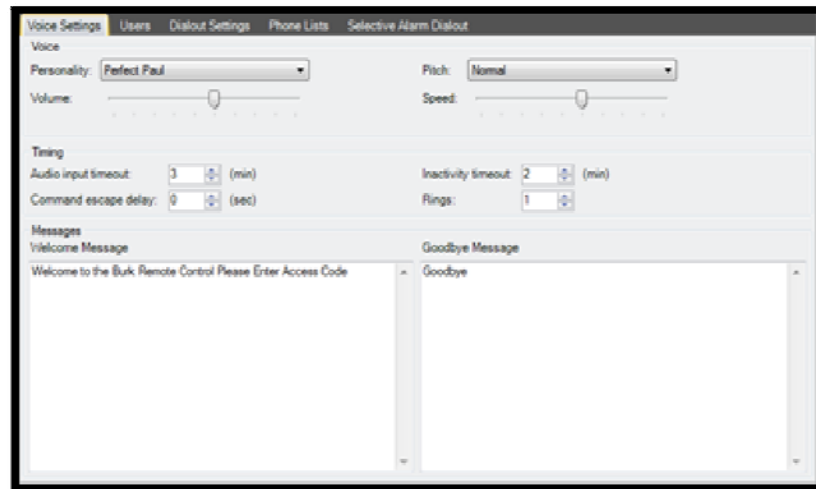 Voice Settings Users Dialout Settings Phone Lists Selective Alarm Dialout
Voice
Personality: Perfect Paul Pitch: Normal
Volume: Speed:
Timing
Audio input timeout: 3 (min) Inactivity timeout: 2 (min)
Command escape delay: 0 (sec) Rings: 1
Messages
Welcome Message Goodbye Message
Welcome to the Burk Remote Control Please Enter Access Code Goodbye